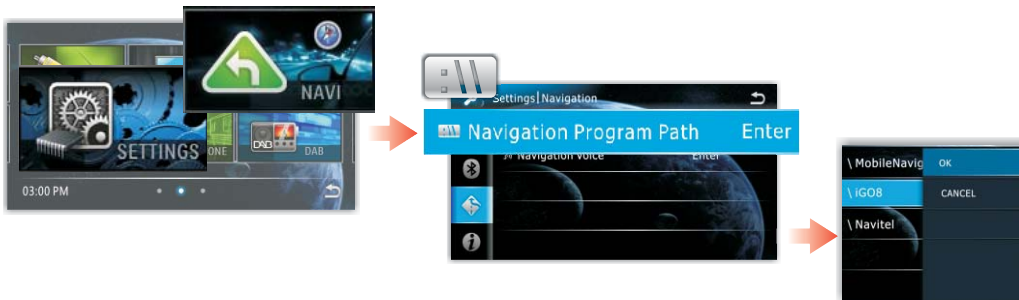 NAVI
SETTINGS
ONE
DAB
DAB
03:00 PM
Settings|Navigation
Navigation Program Path Enter
Navigation Voice Enter
\ MobileNavig
\ iGO8
\ Navitel
OK
CANCEL